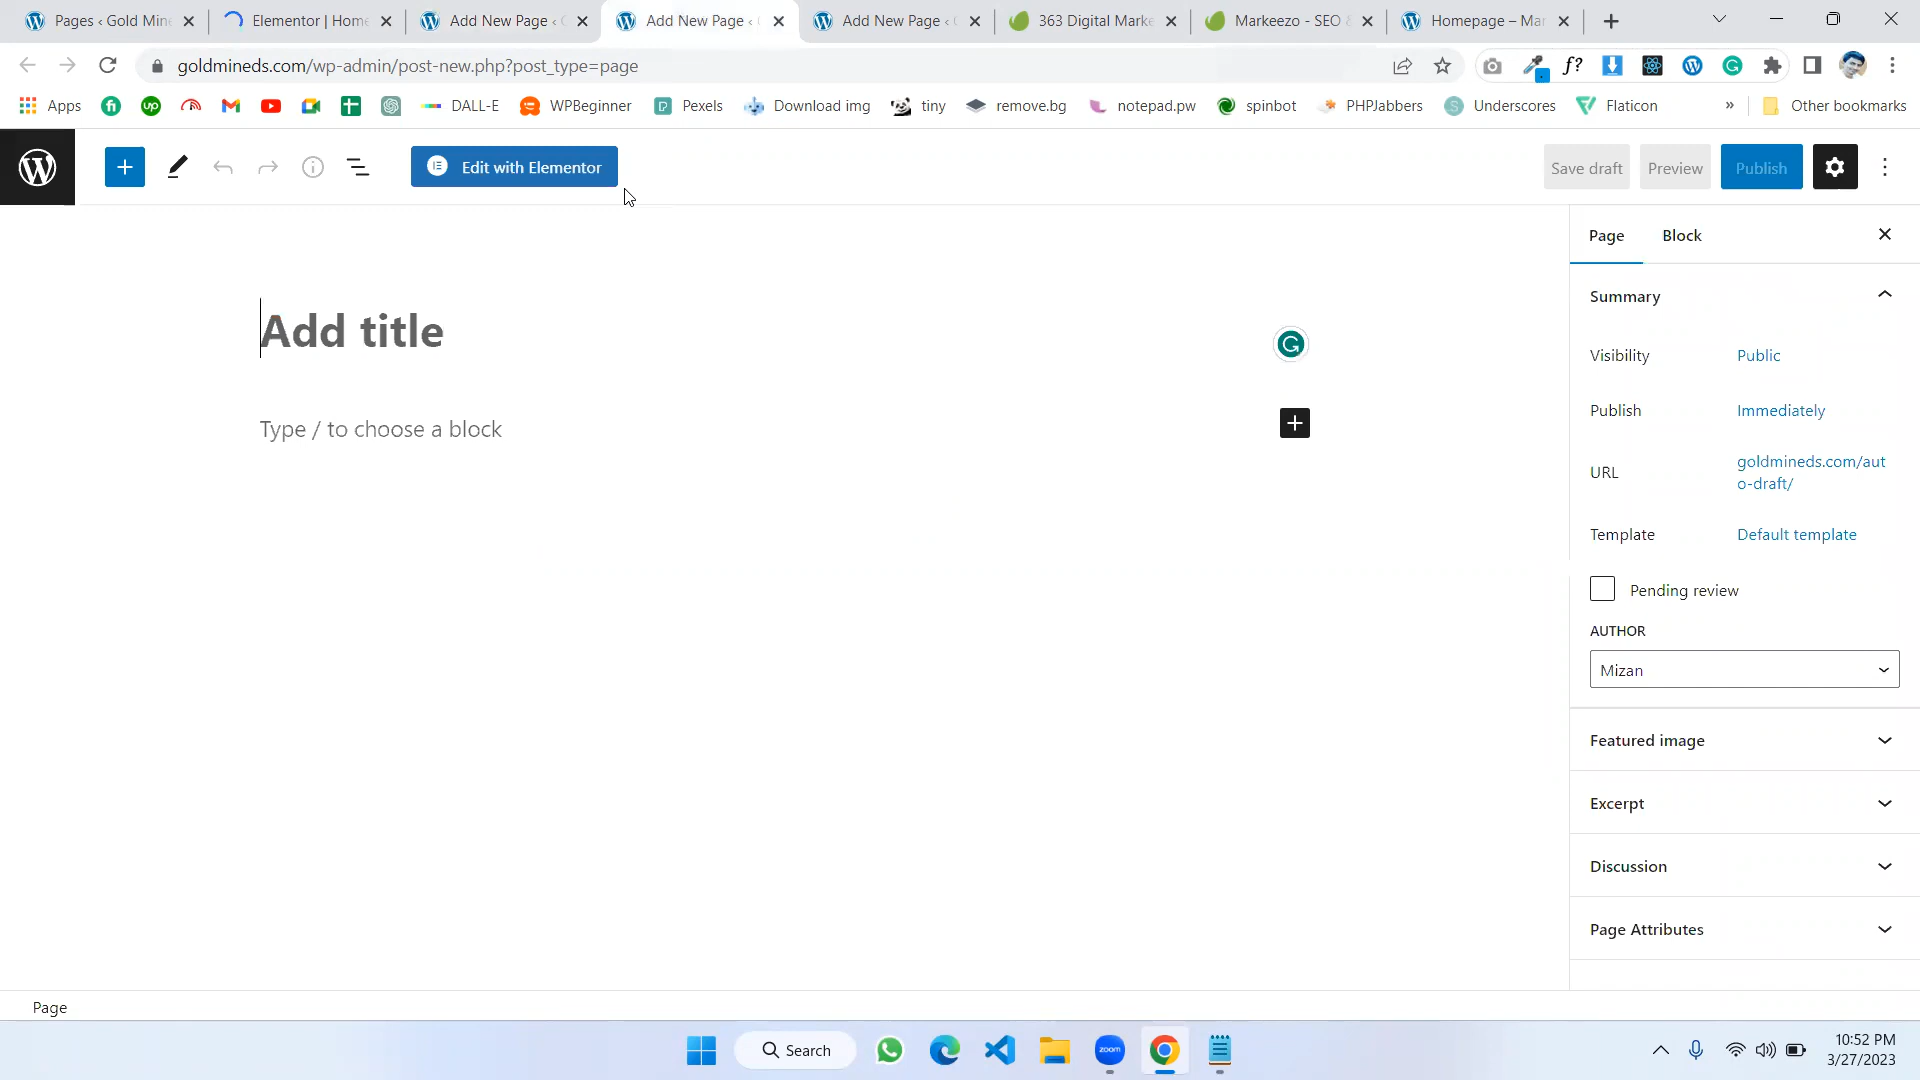 Pages ‹ Gold Min
Elementor | Hom
Add New Page ‹
Add New Page ‹
Add New Page ‹
363 Digital Marke
Markeezo - SEO
Homepage – Ma
goldmineds.com/wp-admin/post-new.php?post_type=page
f?
Apps
DALL-E
WPBeginner
Pexels
Download img
tiny
remove.bg
notepad.pw
spinbot
PHPJabbers
Underscores
Flaticon
»
Other bookmarks
Edit with Elementor
Save draft
Preview
Publish
Page
Block
Add title
Type / to choose a block
Summary
Visibility
Public
Publish
Immediately
URL
goldmineds.com/aut
o-draft/
Template
Default template
Pending review
AUTHOR
Mizan
Featured image
Excerpt
Discussion
Page Attributes
Page
Search
zoom
10:52 PM
3/27/2023